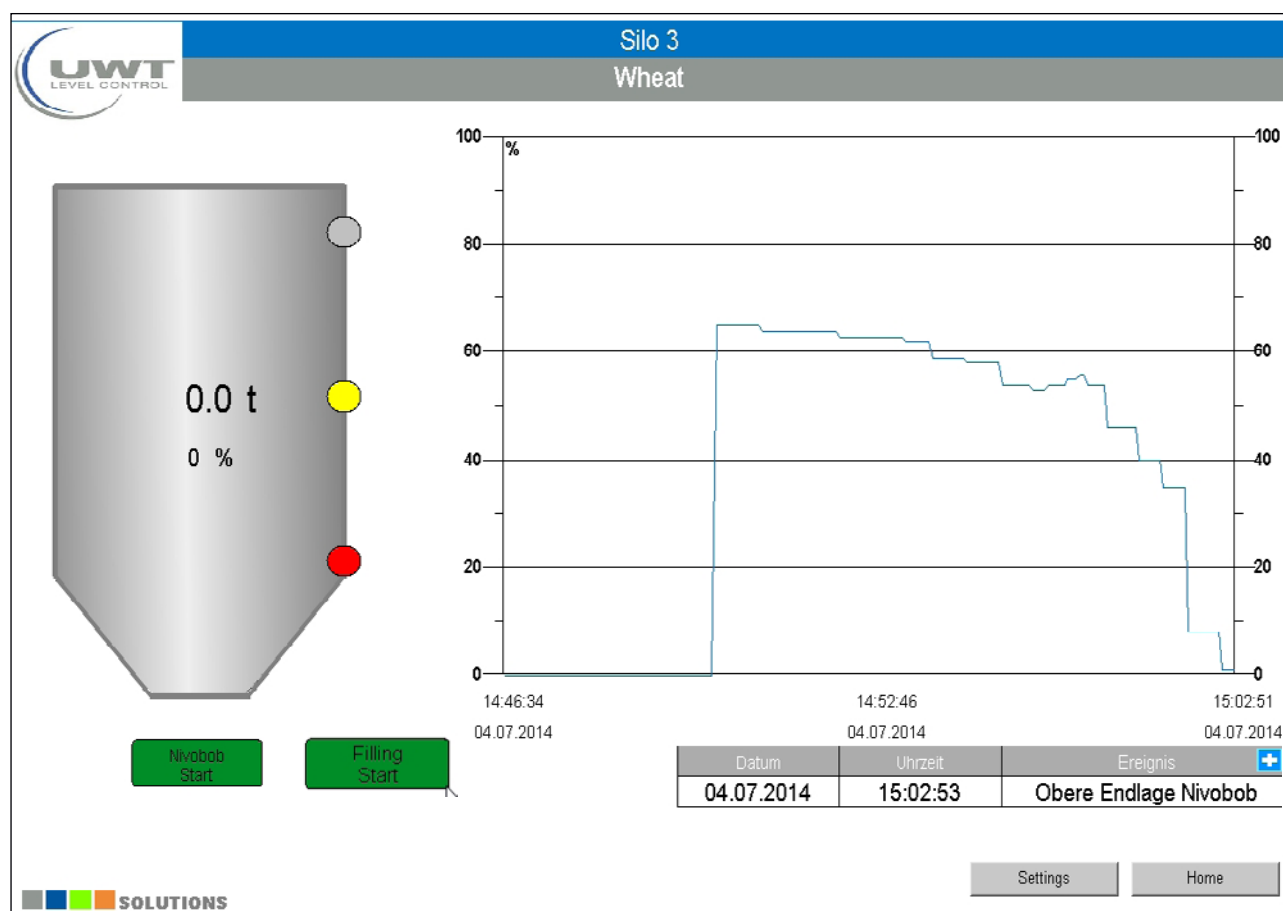 Silo 3
UWT
LEVEL CONTROL
Wheat
100
%
100
80
80
60
60
40
40
20
20
0
0
0.0 t
0 %
14:46:34
14:52:46
15:02:51
04.07.2014
04.07.2014
04.07.2014
Nivobob
Start
Filling
Start
Datum Uhrzeit Ereignis
04.07.2014 15:02:53 Obere Endlage Nivobob
Settings
Home
SOLUTIONS